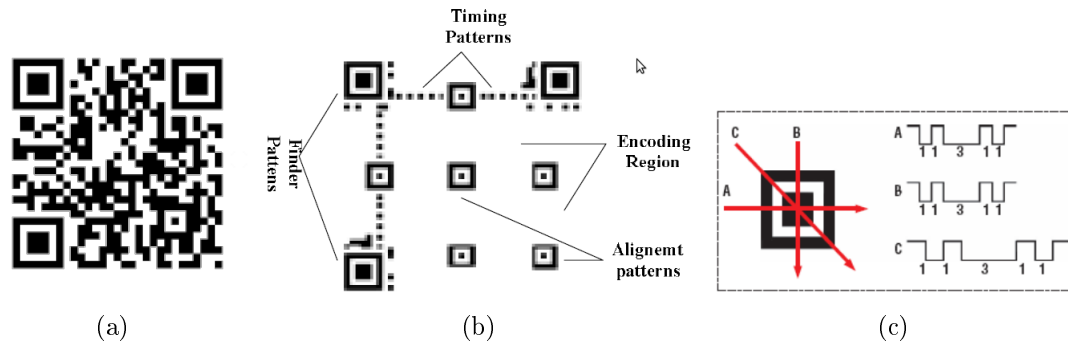 Timing
Patterns
Finder
Pattens
Encoding
Region
Alignemt
patterns
C
B
A
A
1 1 3 1 1
B
1 1 3 1 1
C
1 1 3 1 1
(a)
(b)
(c)